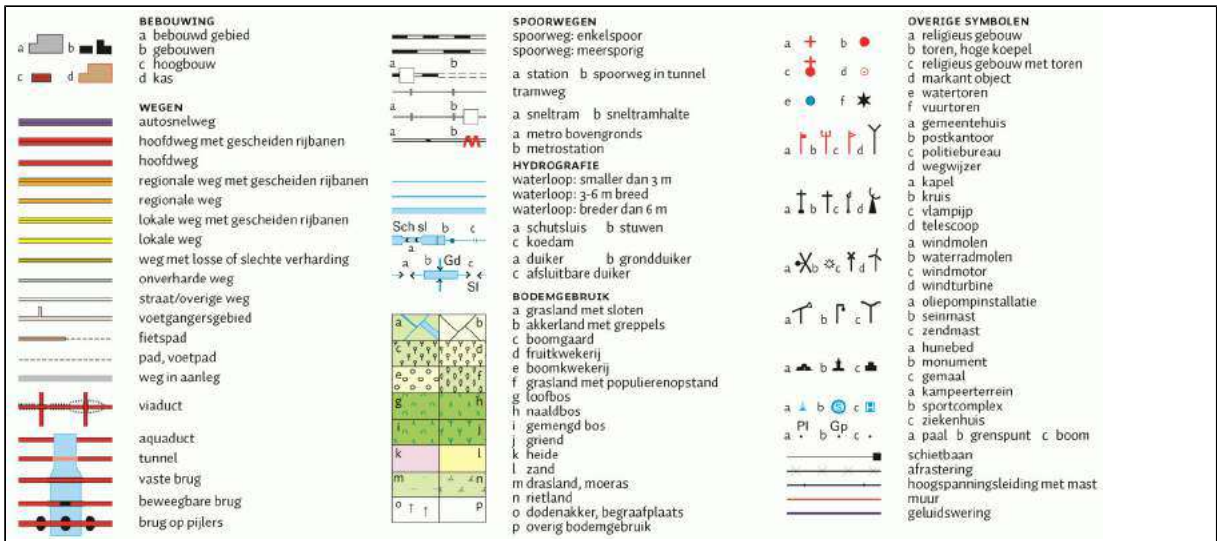 BEBOUWING
a bebouwd gebied
b gebouwen
c hoogbouw
d kas
a b
c d
WEGEN
autosnelweg
hoofdweg met gescheiden rijbanen
hoofdweg
regionale weg met gescheiden rijbanen
regionale weg
lokale weg met gescheiden rijbanen
lokale weg
weg met losse of slechte verharding
onverharde weg
straat/overige weg
voetgangersgebied
fietspad
pad, voetpad
weg in aanleg
viaduct
aquaduct
tunnel
vaste brug
beweegbare brug
brug op pijlers
SPOORWEGEN
spoorweg: enkelspoor
spoorweg: meersporig
a b
a station b spoorweg in tunnel
tramweg
a b
a sneltram b sneltramhalte
a b
a metro bovengronds
b metrostation
HYDROGRAFIE
waterloop: smaller dan 3 m
waterloop: 3-6 m breed
waterloop: breder dan 6 m
Sch sl b c
a
a schutsluis b stuwen
c koedam
a b Gd c
Sl
a duiker b grondduiker
c afsluitbare duiker
BODEMGEBRUIK
a b
c d
e f
g h
i j
k l
m n
o p
a grasland met sloten
b akkerland met greppels
c boomgaard
d fruitkwekerij
e boomkwekerij
f grasland met populierenopstand
g loofbos
h naaldbos
i gemengd bos
j griend
k heide
l zand
m drasland, moeras
n rietland
o dodenakker, begraafplaats
p overig bodemgebruik
OVERIGE SYMBOLEN
a b
c d
e f
a religieus gebouw
b toren, hoge koepel
c religieus gebouw met toren
d markant object
e watertoren
f vuurtoren
a b c d
a gemeentehuis
b postkantoor
c politiebureau
d wegwijzer
a b c d
a kapel
b kruis
c vlampijp
d telescoop
a b c d
a windmolen
b waterradmolen
c windmotor
d windturbine
a b c
a oliepompinstallatie
b seinmast
c zendmast
a b c
a hunebed
b monument
c gemaal
a b c
a kampeerterrein
b sportcomplex
c ziekenhuis
Pl Gp
a b c
a paal b grenspunt c boom
schietbaan
afrastering
hoogspanningsleiding met mast
muur
geluidswering